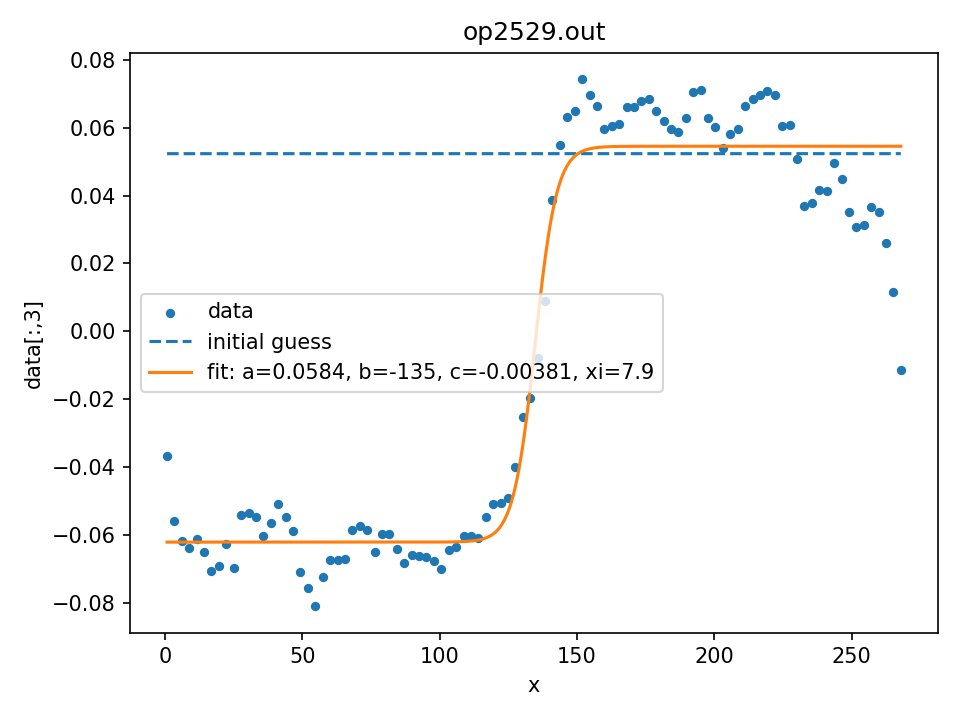 op2529.out
0.08
0.06
0.04
0.02
0.00
−0.02
−0.04
−0.06
−0.08
data[:,3]
data
initial guess
fit: a=0.0584, b=-135, c=-0.00381, xi=7.9
0 50 100 150 200 250
x